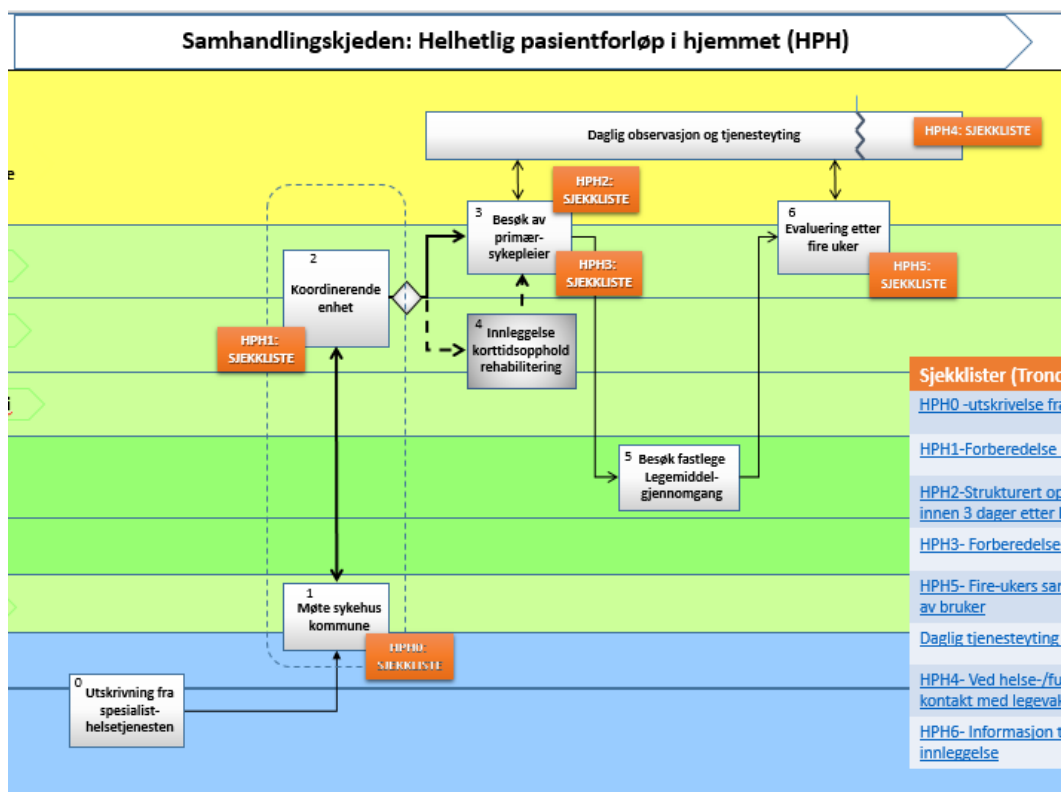 Samhandlingskjeden: Helhetlig pasientforløp i hjemmet (HPH)
Daglig observasjon og tjenesteyting
HPH4: SJEKKLISTE
e
HPH2:
SJEKKLISTE
3
Besøk av
primær-
sykepleier
6
Evaluering etter
fire uker
2
Koordinerende
enhet
HPH3:
SJEKKLISTE
HPH5:
SJEKKLISTE
HPH1:
SJEKKLISTE
4
Innleggelse
korttidsopphold
rehabilitering
i
5
Besøk fastlege
Legemiddel-
gjennomgang
1
Møte sykehus
kommune
HPH0:
SJEKKLISTE
0
Utskrivning fra
spesialist-
helsetjenesten
Sjekklister (Trond
HPH0 -utskrivelse fra
HPH1-Forberedelse
HPH2-Strukturert op
innen 3 dager etter
HPH3- Forberedelse
HPH5- Fire-ukers sar
av bruker
Daglig tjenesteyting
HPH4- Ved helse-/fu
kontakt med legeval
HPH6- Informasjon t
innleggelse